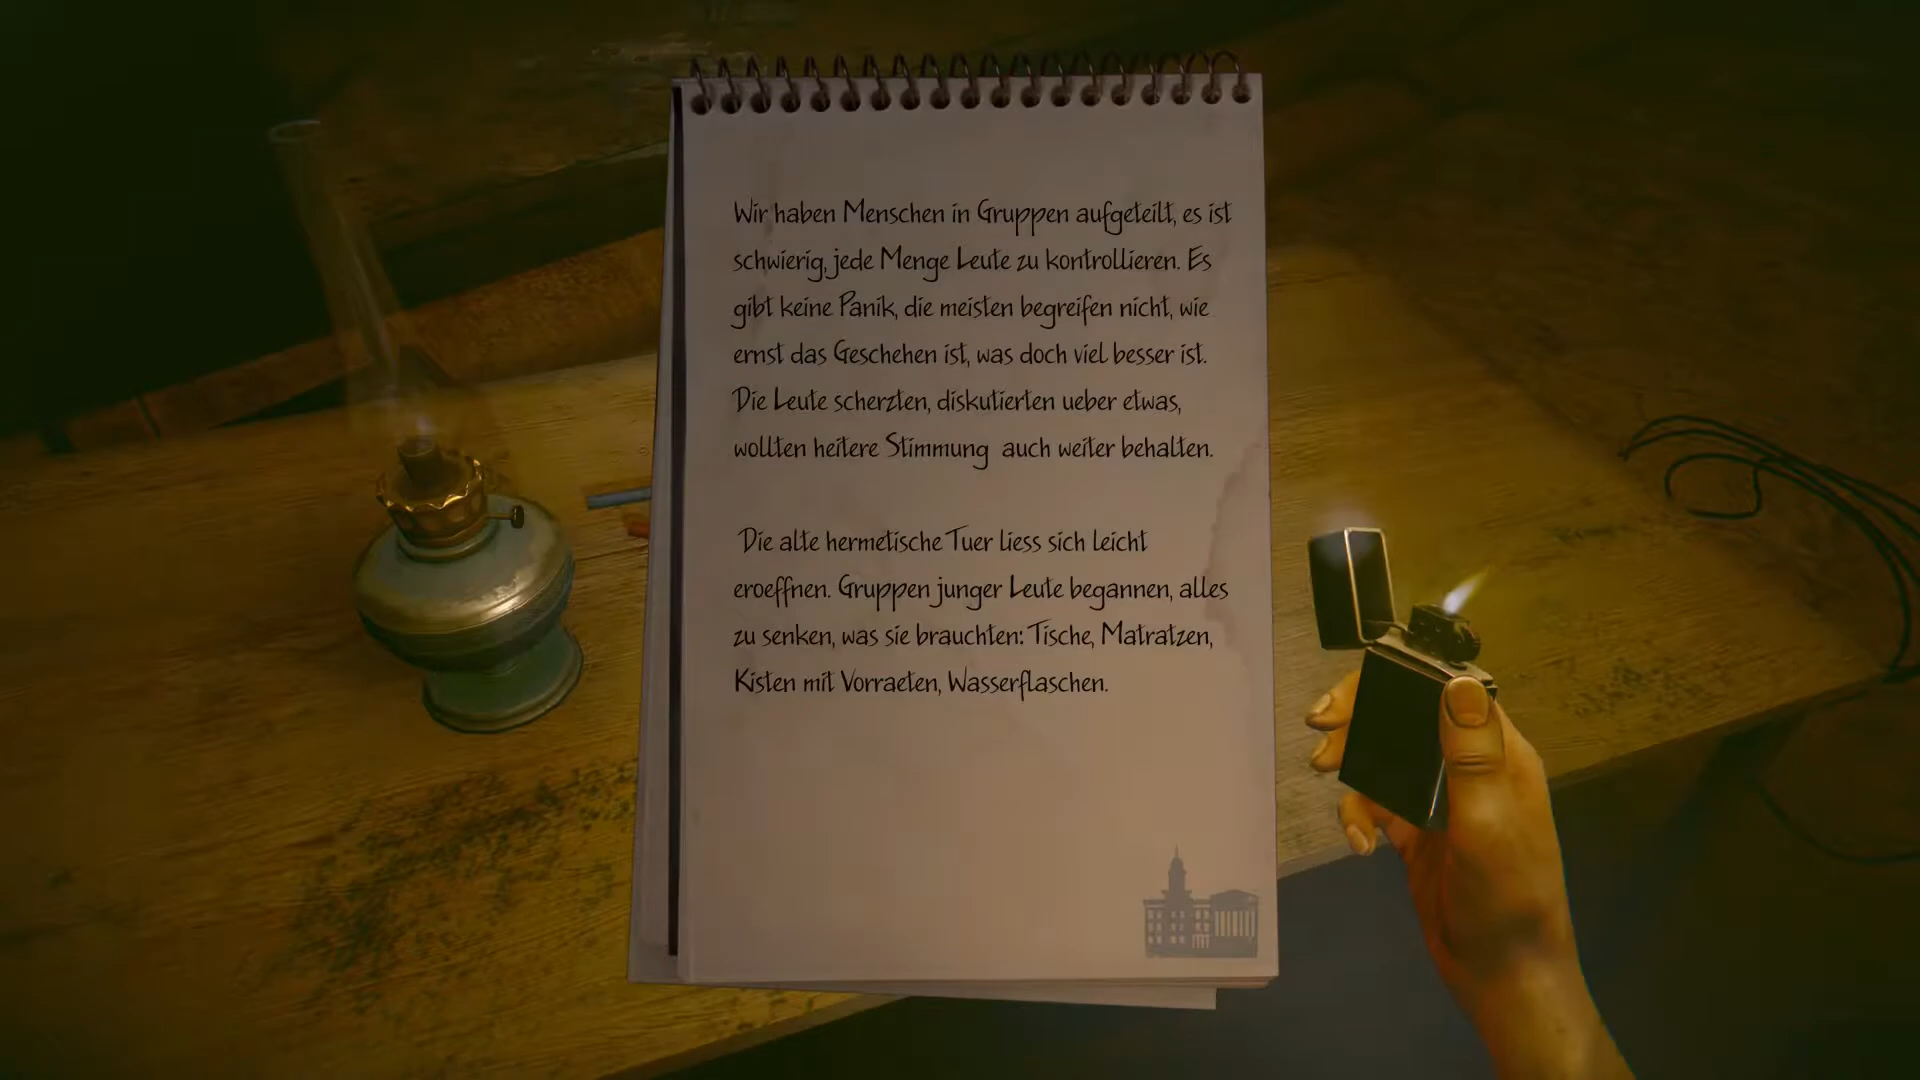 Wir haben Menschen in Gruppen aufgeteilt, es ist
schwierig, jede Menge Leute zu kontrollieren. Es
gibt keine Panik, die meisten begreifen nicht, wie
ernst das Geschehen ist, was doch viel besser ist.
Die Leute scherzten, diskutierten ueber etwas,
wollten heitere Stimmung auch weiter behalten.
Die alte hermetische Tuer liess sich leicht
eroeffnen. Gruppen junger Leute begannen, alles
zu senken, was sie brauchten: Tische, Matratzen,
Kisten mit Vorraeten, Wasserflaschen.